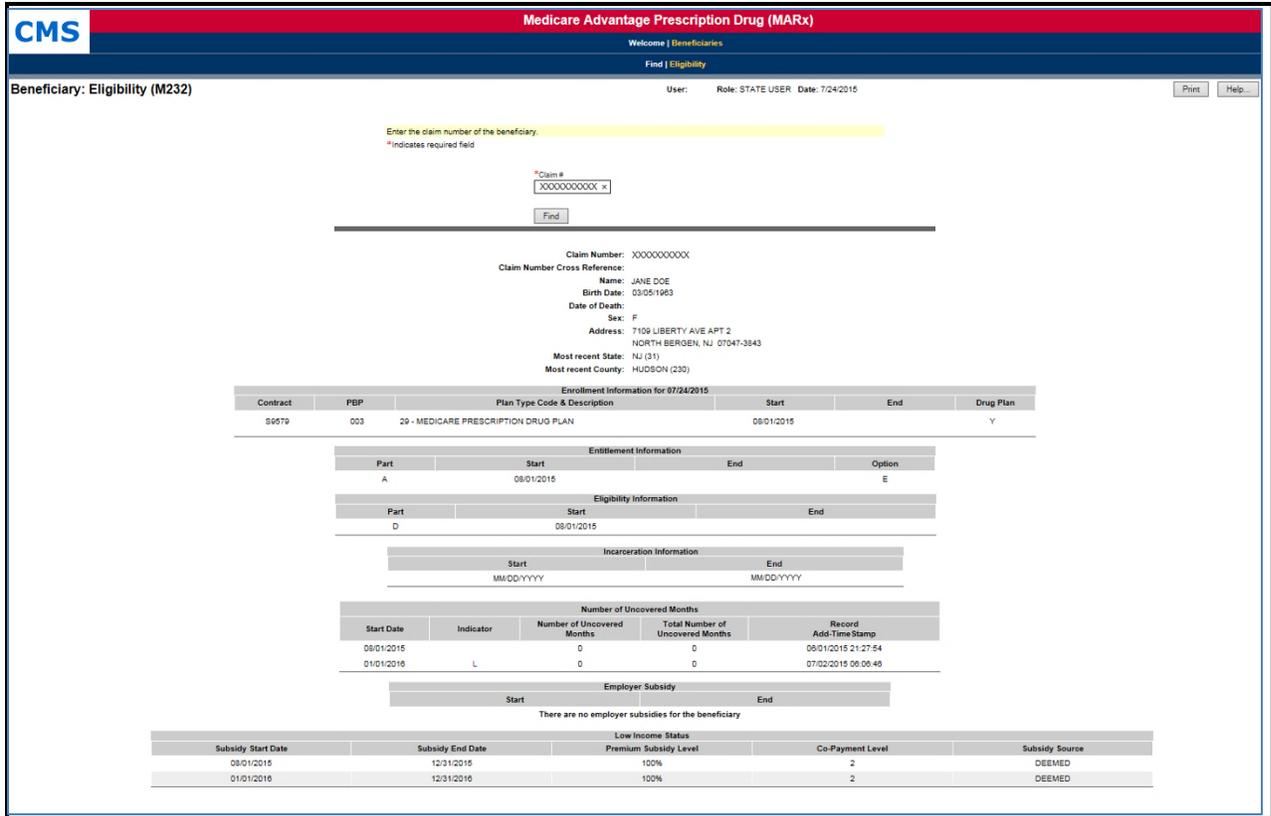 CMS
Medicare Advantage Prescription Drug (MARx)
Welcome | Beneficiaries
Find | Eligibility
Beneficiary: Eligibility (M232)
User: Role: STATE USER Date: 7/24/2015
Print Help...
Enter the claim number of the beneficiary.
*Indicates required field
*Claim #
XXXXXXXXXX ×
Find
Claim Number: XXXXXXXXXX
Claim Number Cross Reference:
Name: JANE DOE
Birth Date: 03/05/1963
Date of Death:
Sex: F
Address: 7109 LIBERTY AVE APT 2
NORTH BERGEN, NJ 07047-3843
Most recent State: NJ (31)
Most recent County: HUDSON (230)
Enrollment Information for 07/24/2015
Contract PBP Plan Type Code & Description Start End Drug Plan
S9579 003 29 - MEDICARE PRESCRIPTION DRUG PLAN 08/01/2015 Y
Entitlement Information
Part Start End Option
A 08/01/2015 E
Eligibility Information
Part Start End
D 08/01/2015
Incarceration Information
Start End
MM/DD/YYYY MM/DD/YYYY
Number of Uncovered Months
Start Date Indicator Number of Uncovered Months Total Number of Uncovered Months Record Add-TimeStamp
08/01/2015 0 0 06/01/2015 21:27:54
01/01/2016 L 0 0 07/02/2015 06:06:46
Employer Subsidy
Start End
There are no employer subsidies for the beneficiary
Low Income Status
Subsidy Start Date Subsidy End Date Premium Subsidy Level Co-Payment Level Subsidy Source
08/01/2015 12/31/2015 100% 2 DEEMED
01/01/2016 12/31/2016 100% 2 DEEMED